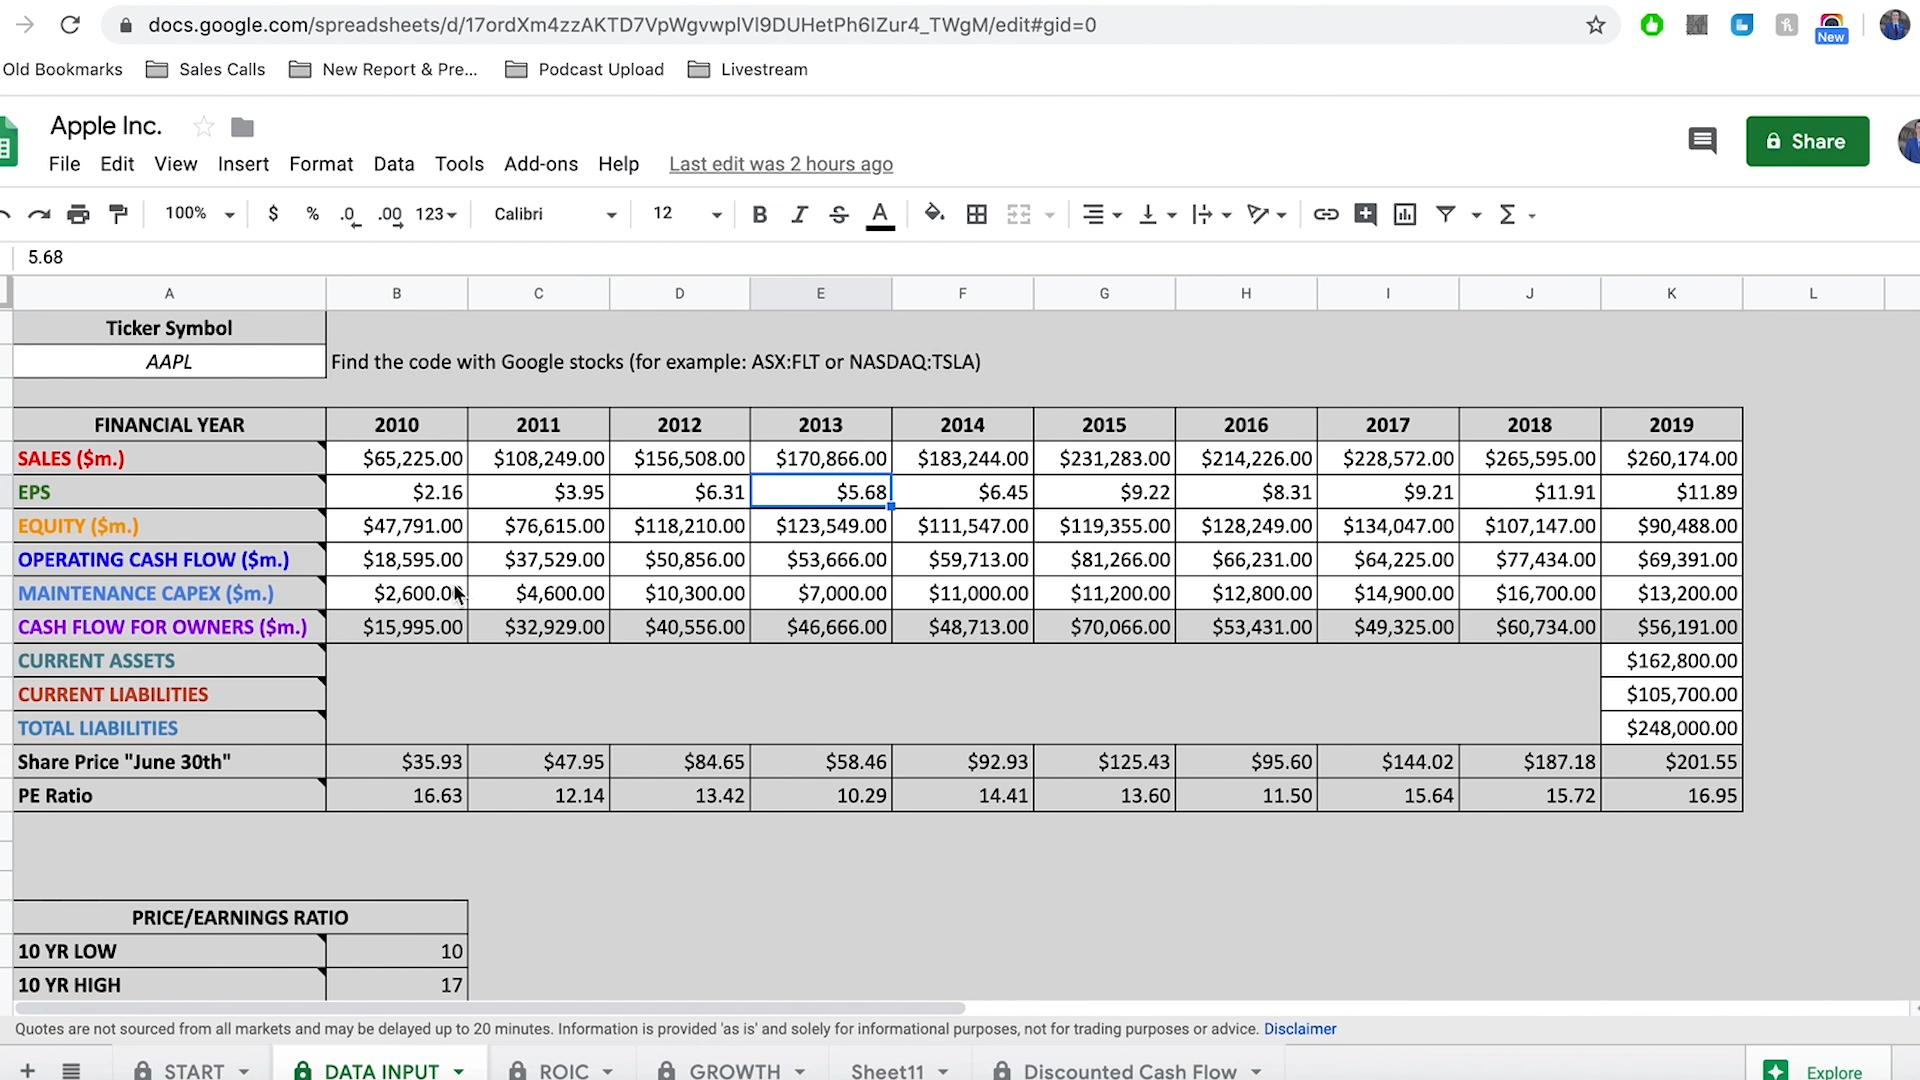 docs.google.com/spreadsheets/d/17ordXm4zzAKTD7VpWgvwplVl9DUHetPh6lZur4_TWgM/edit#gid=0
New
Old Bookmarks Sales Calls New Report & Pre... Podcast Upload Livestream
Apple Inc.
Share
File Edit View Insert Format Data Tools Add-ons Help Last edit was 2 hours ago
100% $ % .0 .00 123 Calibri 12 B I S A Σ
5.68
A B C D E F G H I J K L
Ticker Symbol
AAPL Find the code with Google stocks (for example: ASX:FLT or NASDAQ:TSLA)
FINANCIAL YEAR 2010 2011 2012 2013 2014 2015 2016 2017 2018 2019
SALES ($m.) $65,225.00 $108,249.00 $156,508.00 $170,866.00 $183,244.00 $231,283.00 $214,226.00 $228,572.00 $265,595.00 $260,174.00
EPS $2.16 $3.95 $6.31 $5.68 $6.45 $9.22 $8.31 $9.21 $11.91 $11.89
EQUITY ($m.) $47,791.00 $76,615.00 $118,210.00 $123,549.00 $111,547.00 $119,355.00 $128,249.00 $134,047.00 $107,147.00 $90,488.00
OPERATING CASH FLOW ($m.) $18,595.00 $37,529.00 $50,856.00 $53,666.00 $59,713.00 $81,266.00 $66,231.00 $64,225.00 $77,434.00 $69,391.00
MAINTENANCE CAPEX ($m.) $2,600.00 $4,600.00 $10,300.00 $7,000.00 $11,000.00 $11,200.00 $12,800.00 $14,900.00 $16,700.00 $13,200.00
CASH FLOW FOR OWNERS ($m.) $15,995.00 $32,929.00 $40,556.00 $46,666.00 $48,713.00 $70,066.00 $53,431.00 $49,325.00 $60,734.00 $56,191.00
CURRENT ASSETS $162,800.00
CURRENT LIABILITIES $105,700.00
TOTAL LIABILITIES $248,000.00
Share Price "June 30th" $35.93 $47.95 $84.65 $58.46 $92.93 $125.43 $95.60 $144.02 $187.18 $201.55
PE Ratio 16.63 12.14 13.42 10.29 14.41 13.60 11.50 15.64 15.72 16.95
PRICE/EARNINGS RATIO
10 YR LOW 10
10 YR HIGH 17
Quotes are not sourced from all markets and may be delayed up to 20 minutes. Information is provided 'as is' and solely for informational purposes, not for trading purposes or advice. Disclaimer
START DATA INPUT ROIC GROWTH Sheet11 Discounted Cash Flow Explore